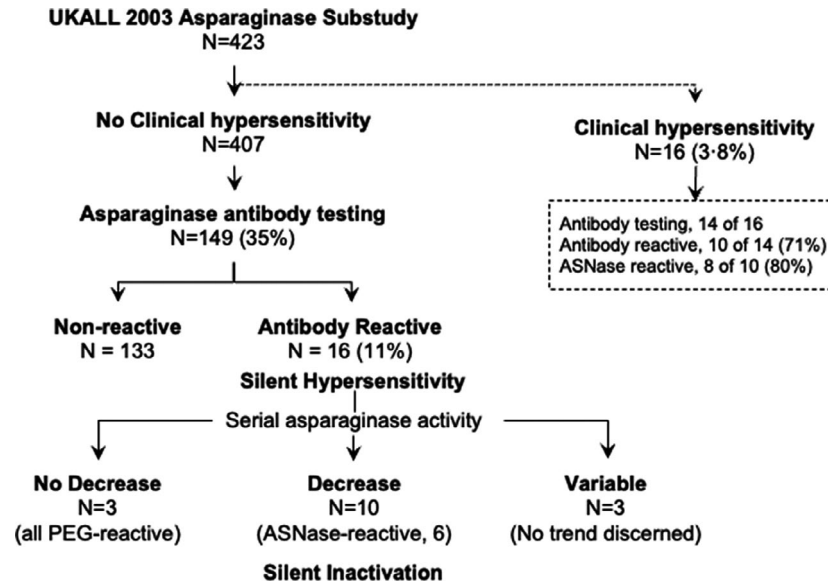 UKALL 2003 Asparaginase Substudy
N=423
No Clinical hypersensitivity
N=407
Clinical hypersensitivity
N=16 (3·8%)
Antibody testing, 14 of 16
Antibody reactive, 10 of 14 (71%)
ASNase reactive, 8 of 10 (80%)
Asparaginase antibody testing
N=149 (35%)
Non-reactive
N = 133
Antibody Reactive
N = 16 (11%)
Silent Hypersensitivity
Serial asparaginase activity
No Decrease
N=3
(all PEG-reactive)
Decrease
N=10
(ASNase-reactive, 6)
Variable
N=3
(No trend discerned)
Silent Inactivation